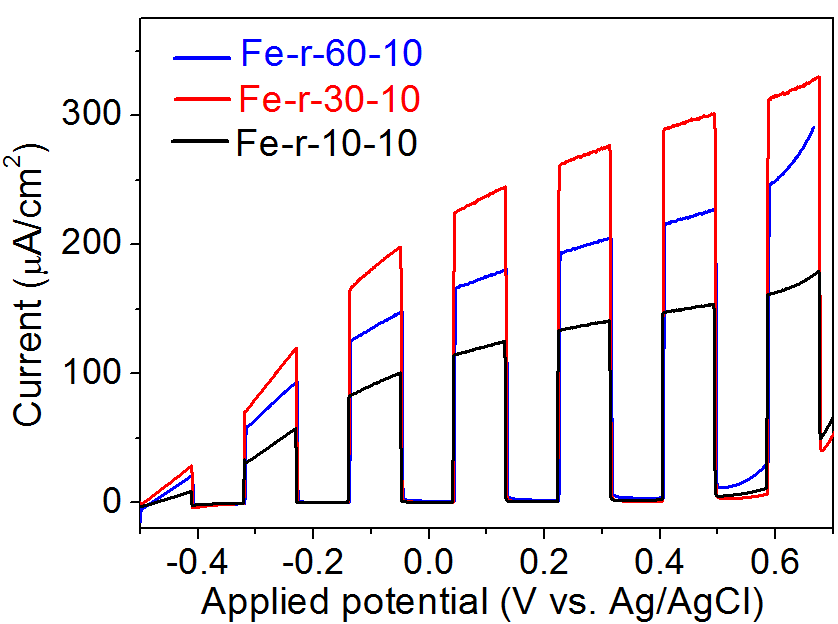 Fe-r-60-10
Fe-r-30-10
Fe-r-10-10
300
200
100
0
Current (μA/cm²)
-0.4 -0.2 0.0 0.2 0.4 0.6
Applied potential (V vs. Ag/AgCl)